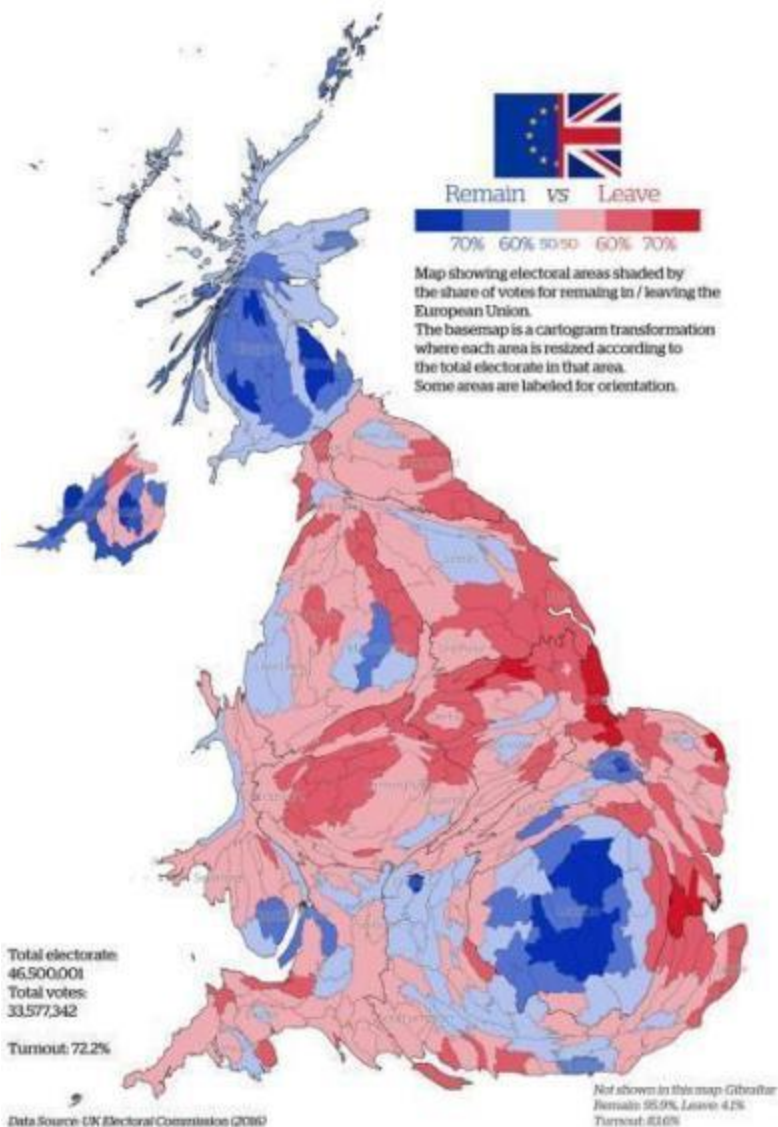 Remain vs Leave
70% 60% 50/50 60% 70%
Map showing electoral areas shaded by
the share of votes for remaing in / leaving the
European Union.
The basemap is a cartogram transformation
where each area is resized according to
the total electorate in that area.
Some areas are labeled for orientation.
Total electorate:
46,500,001
Total votes:
33,577,342
Turnout: 72.2%
Not shown in this map: Gibraltar
Remain: 95.9%, Leave: 4.1%
Turnout: 83.6%
Data Source: UK Electoral Commission (2016)